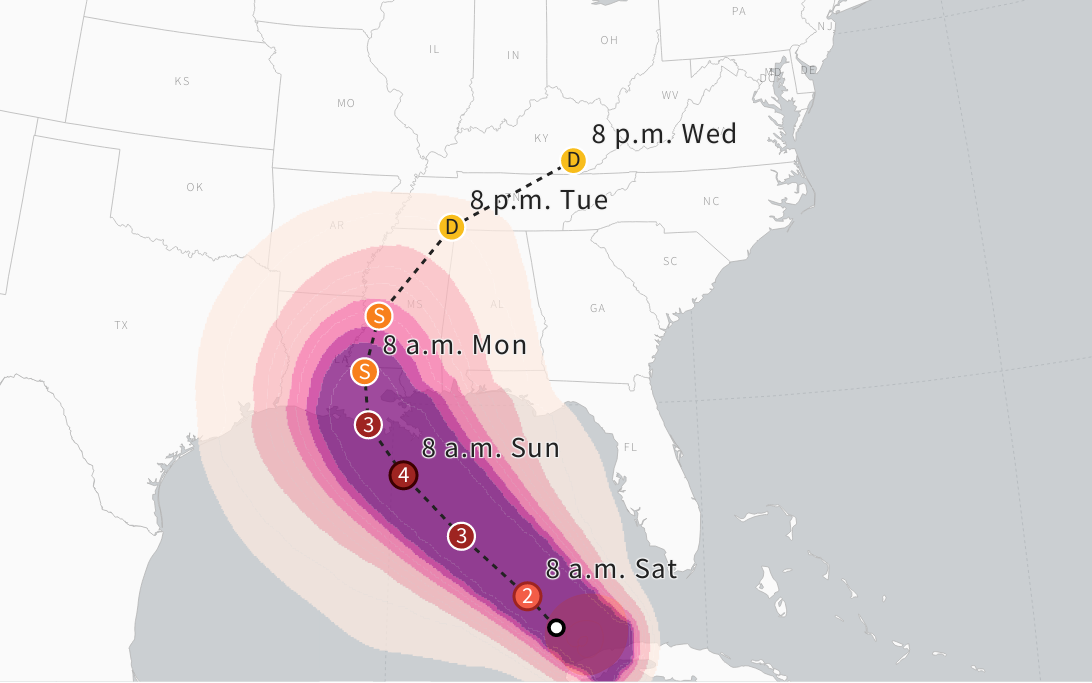 PA
NJ
OH
IL
IN
MD
DE
DC
KS
WV
MO
8 p.m. Wed
KY
D
OK
8 p.m. Tue
NC
AR
D
SC
MS
AL
GA
S
TX
8 a.m. Mon
LA
S
3
8 a.m. Sun
FL
4
3
8 a.m. Sat
2